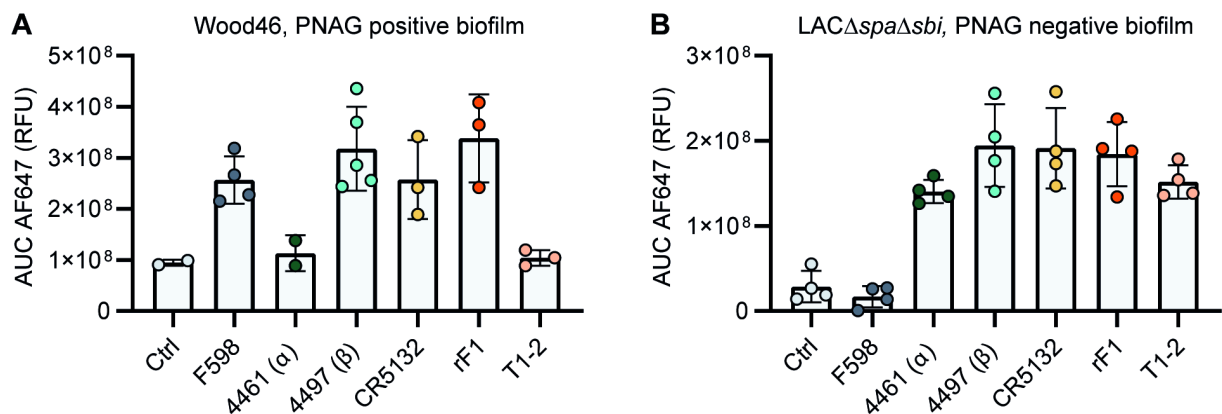 A
Wood46, PNAG positive biofilm
AUC AF647 (RFU)
5×10⁸
4×10⁸
3×10⁸
2×10⁸
1×10⁸
0
Ctrl
F598
4461 (α)
4497 (β)
CR5132
rF1
T1-2
B
LACΔspaΔsbi, PNAG negative biofilm
AUC AF647 (RFU)
3×10⁸
2×10⁸
1×10⁸
0
Ctrl
F598
4461 (α)
4497 (β)
CR5132
rF1
T1-2